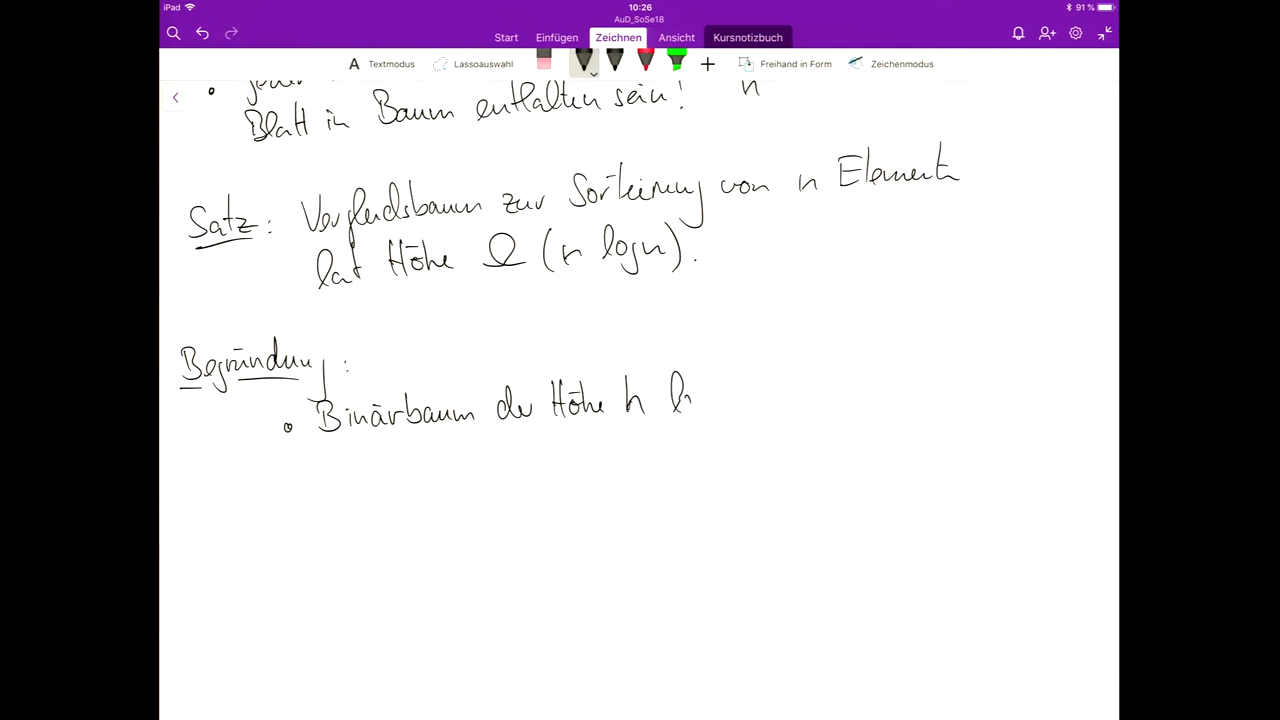 iPad 10:26 91 %
AuD_SoSe18
Start Einfügen Zeichnen Ansicht Kursnotizbuch
A Textmodus Lassoauswahl Freihand in Form Zeichenmodus
Blatt in Baum enthalten sein! n
Satz: Vergleichsbaum zur Sortierung von n Elementen
hat Höhe Ω (n log n).
Begründung:
• Binärbaum der Höhe h